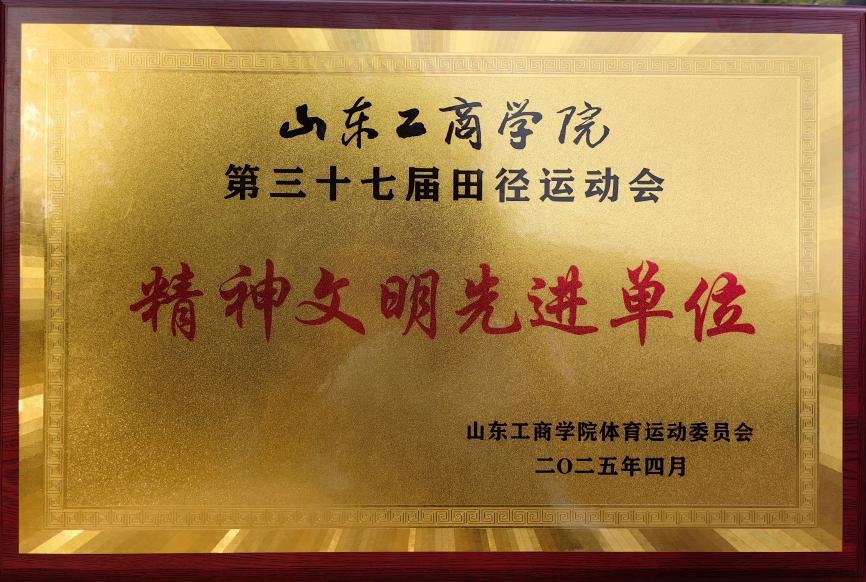 山东工商学院
第三十七届田径运动会
精神文明先进单位
山东工商学院体育运动委员会
二〇二五年四月